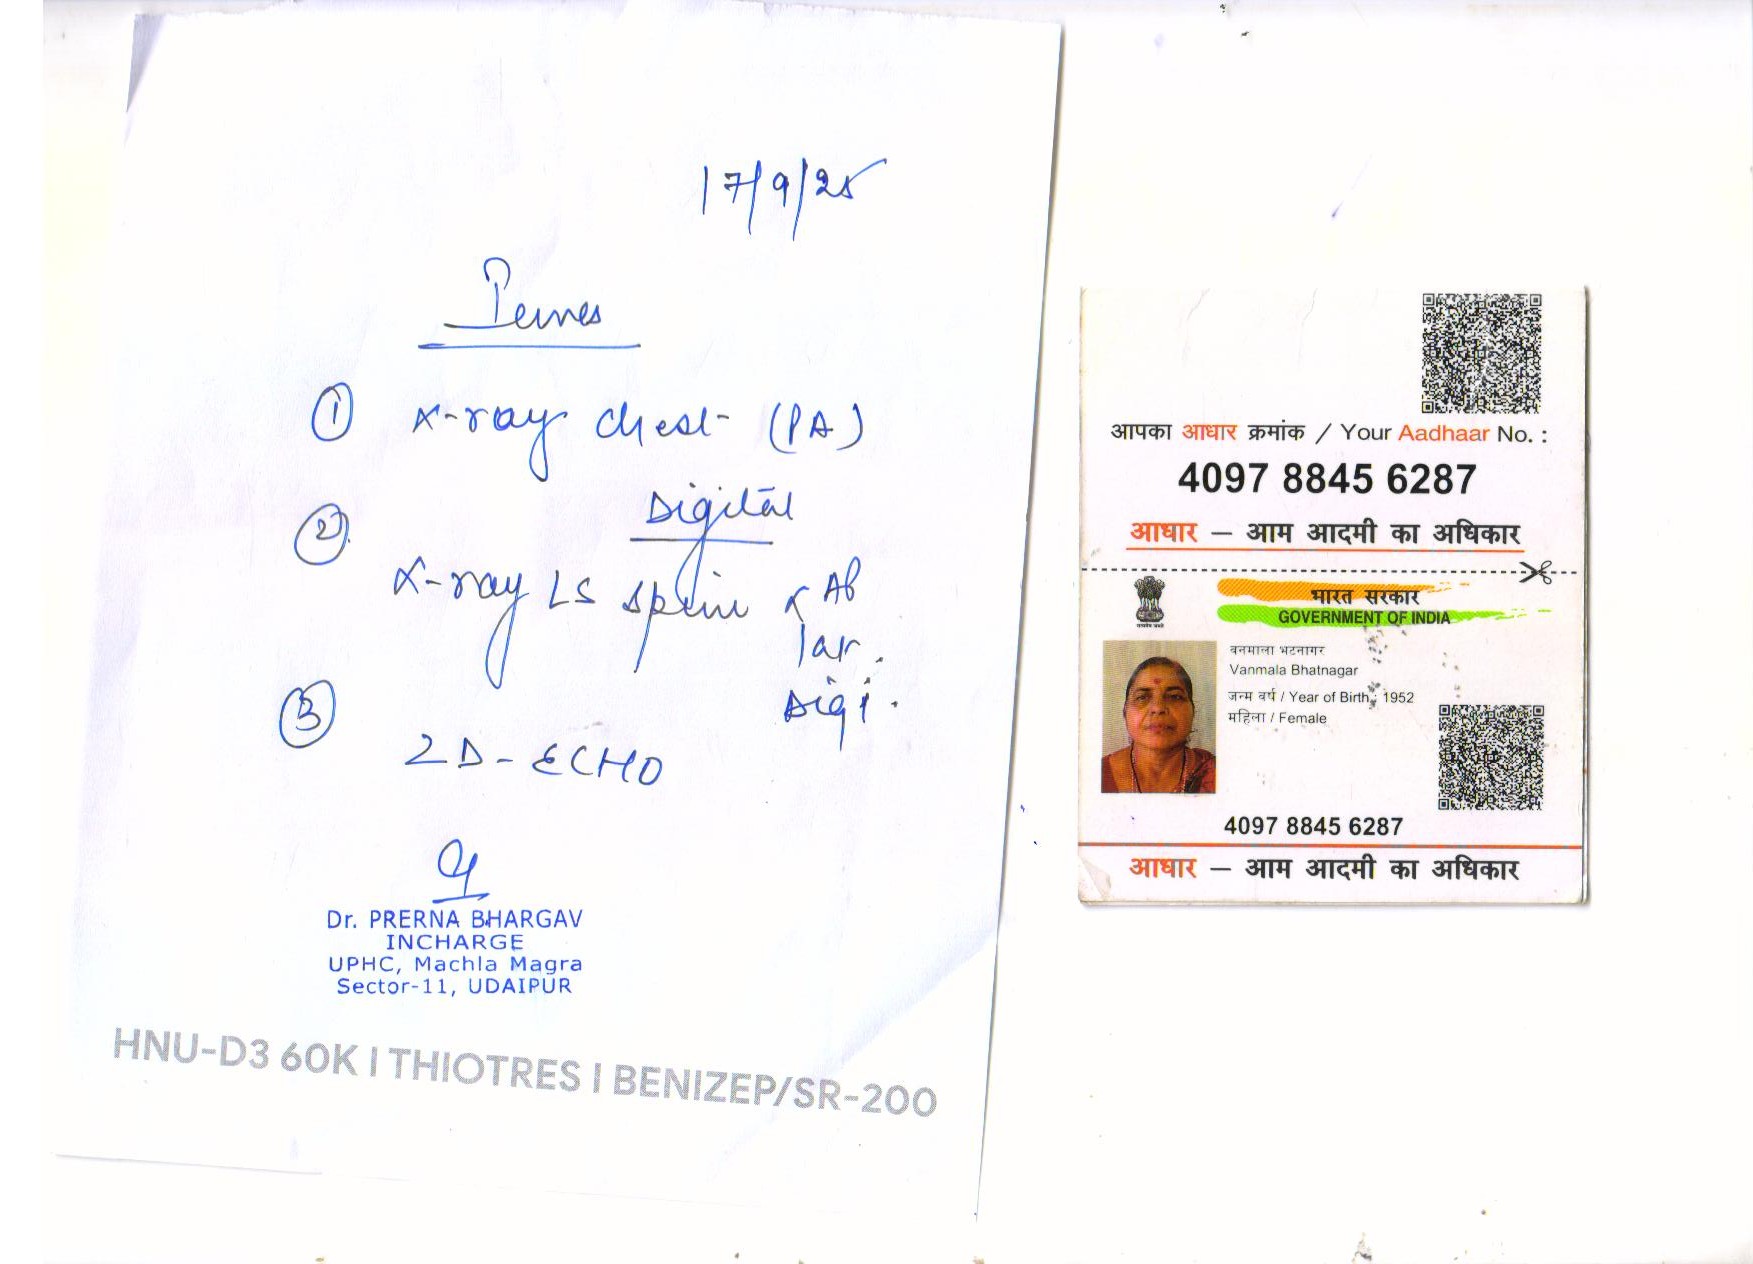 17/9/25
① X-ray chest (PA)
Digital
② X-ray LS spine < AP
lat.
Digi.
③ 2D-ECHO
Dr. PRERNA BHARGAV
INCHARGE
UPHC, Machla Magra
Sector-11, UDAIPUR
HNU-D3 60K I THIOTRES I BENIZEP/SR-200
आपका आधार क्रमांक / Your Aadhaar No. :
4097 8845 6287
आधार – आम आदमी का अधिकार
भारत सरकार
GOVERNMENT OF INDIA
वनमाला भटनागर
Vanmala Bhatnagar
जन्म वर्ष / Year of Birth : 1952
महिला / Female
4097 8845 6287
आधार – आम आदमी का अधिकार